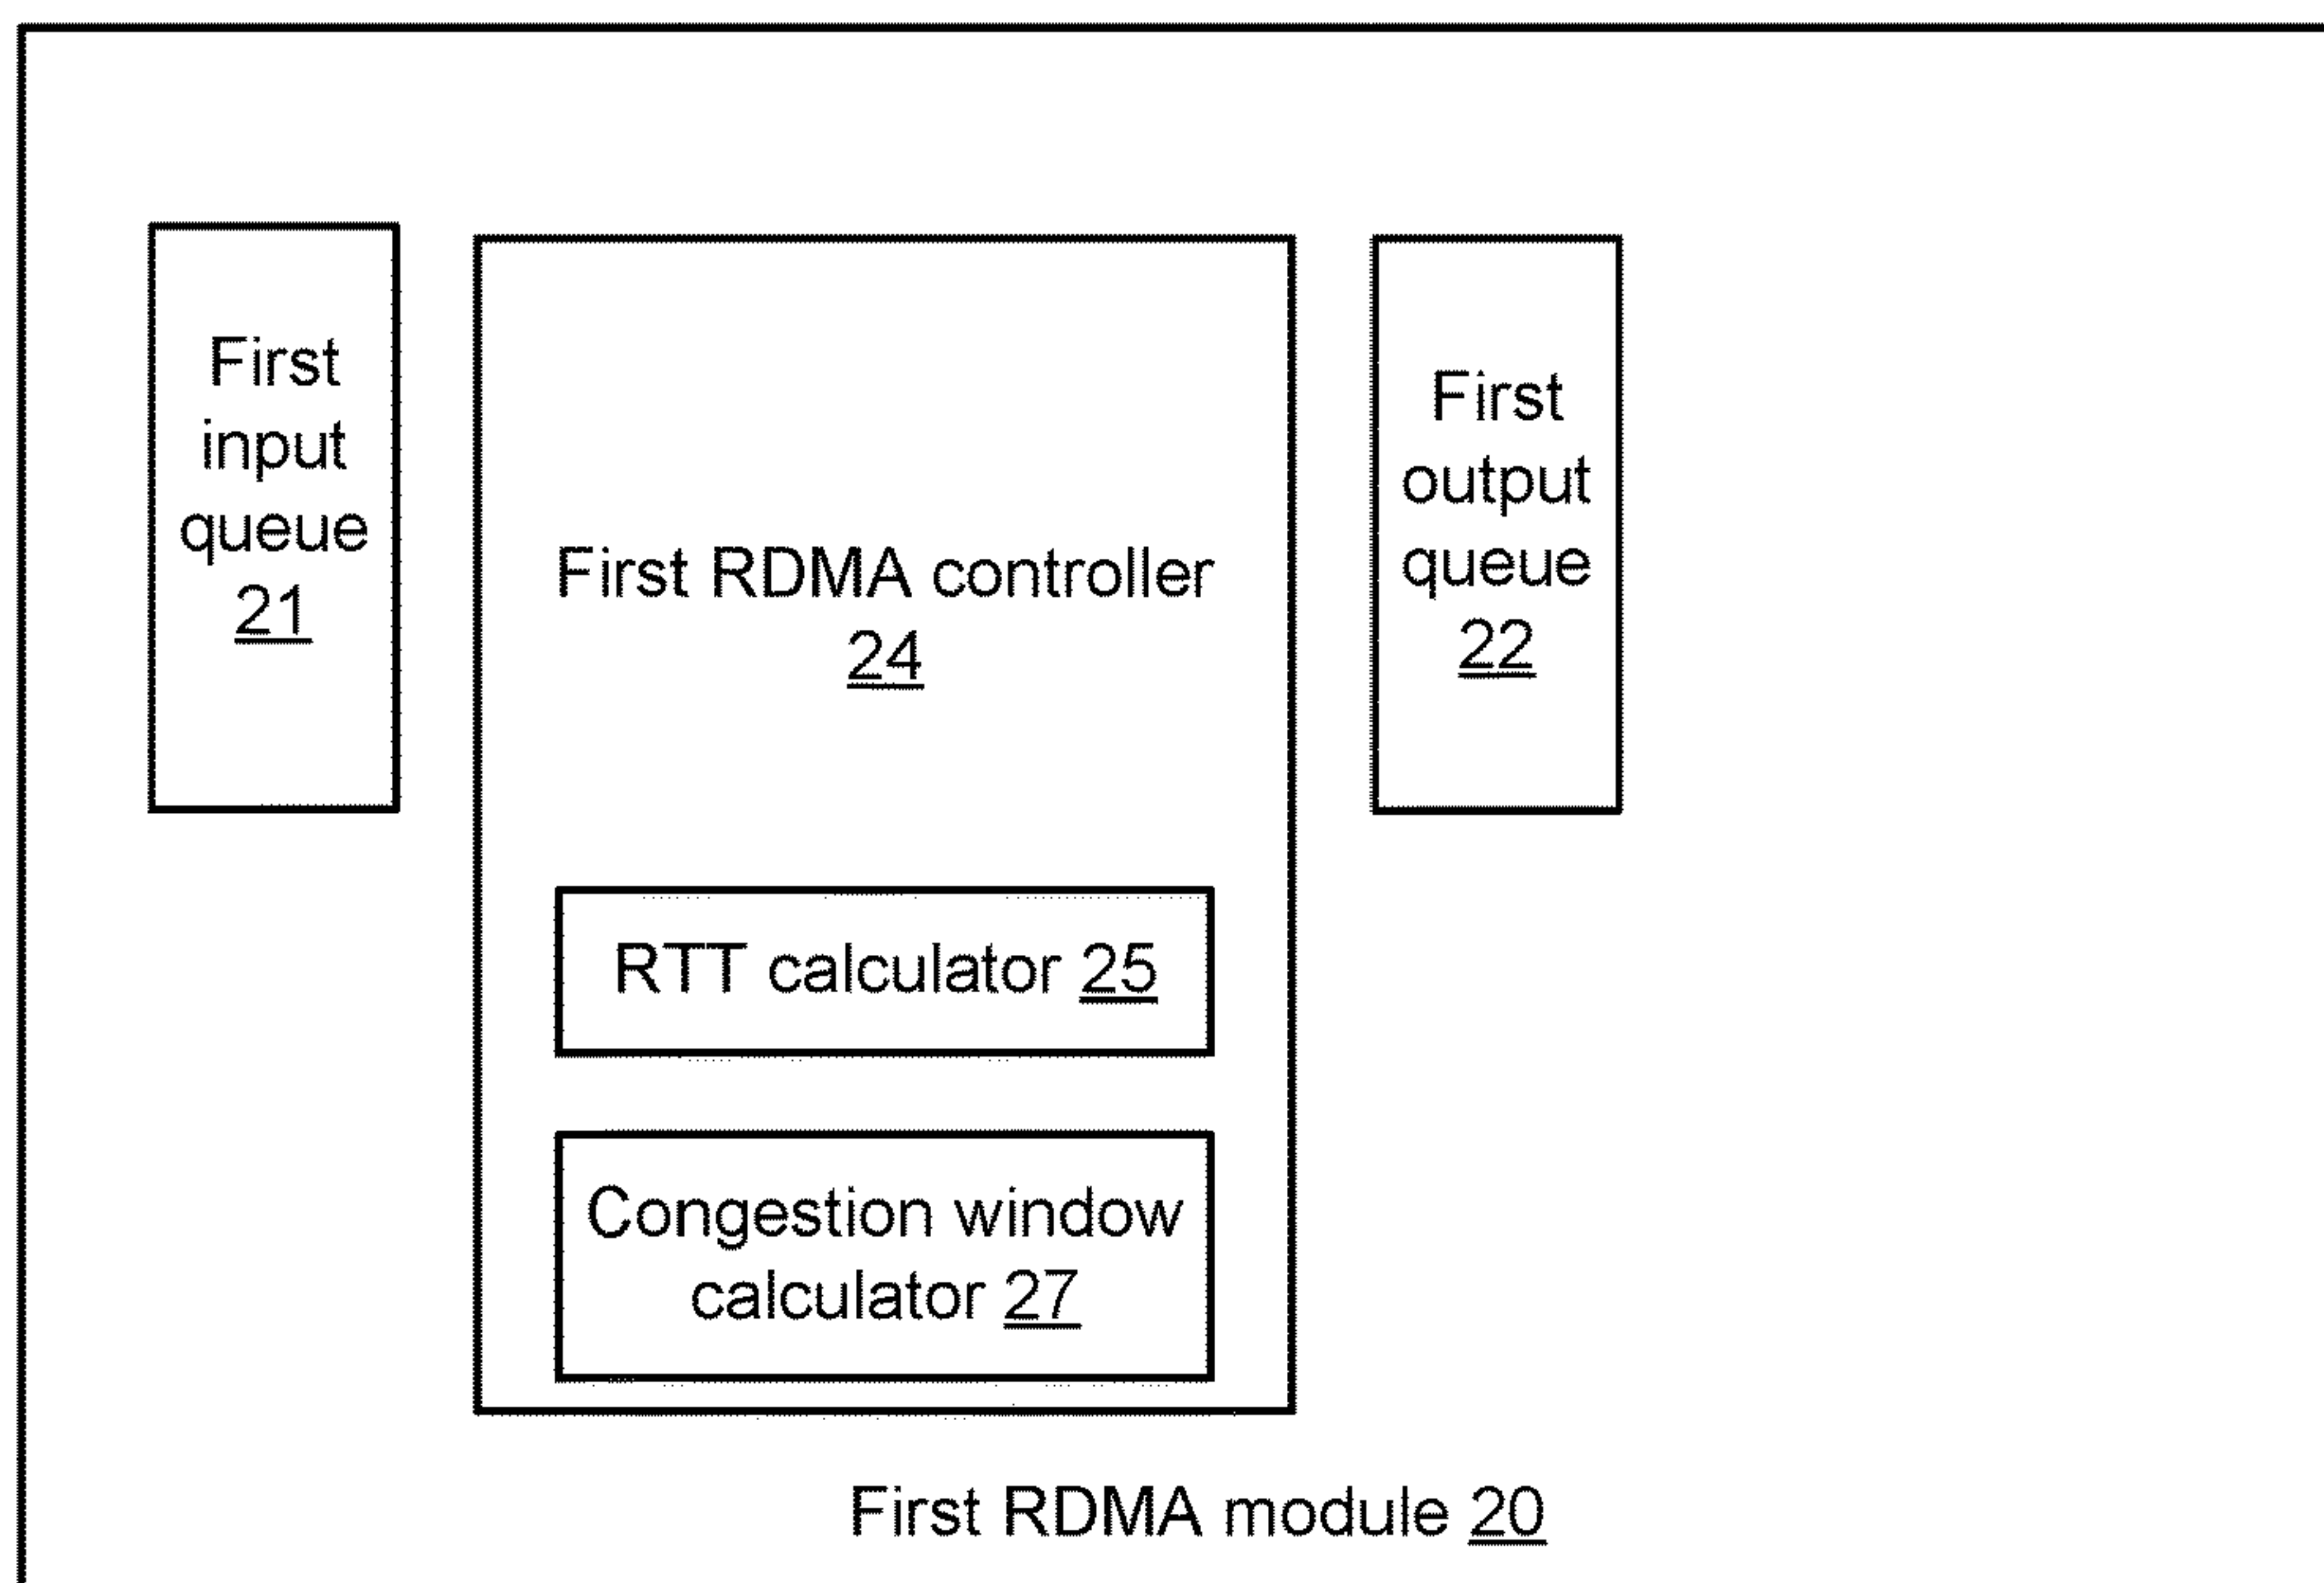 First
input
queue
21
First RDMA controller
24
First
output
queue
22
RTT calculator 25
Congestion window
calculator 27
First RDMA module 20